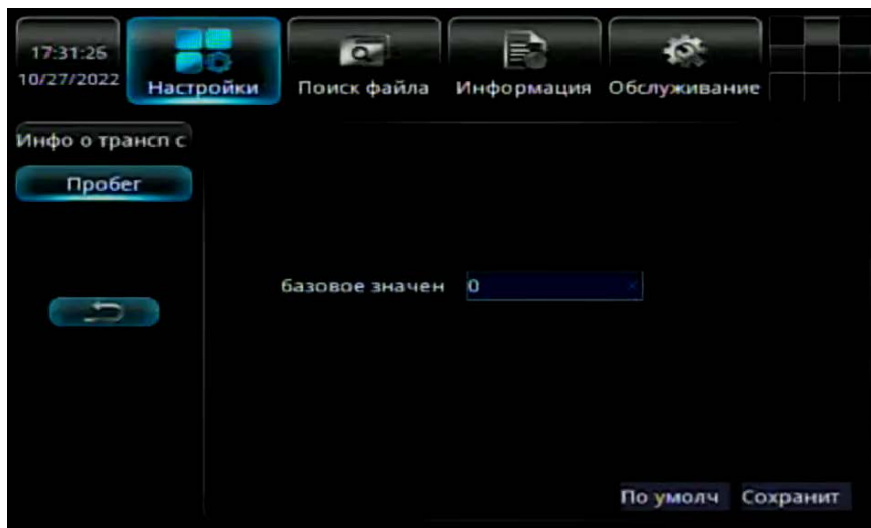 17:31:26
10/27/2022
Настройки
Поиск файла
Информация
Обслуживание
Инфо о трансп с
Пробег
базовое значен
0
По умолч
Сохранит